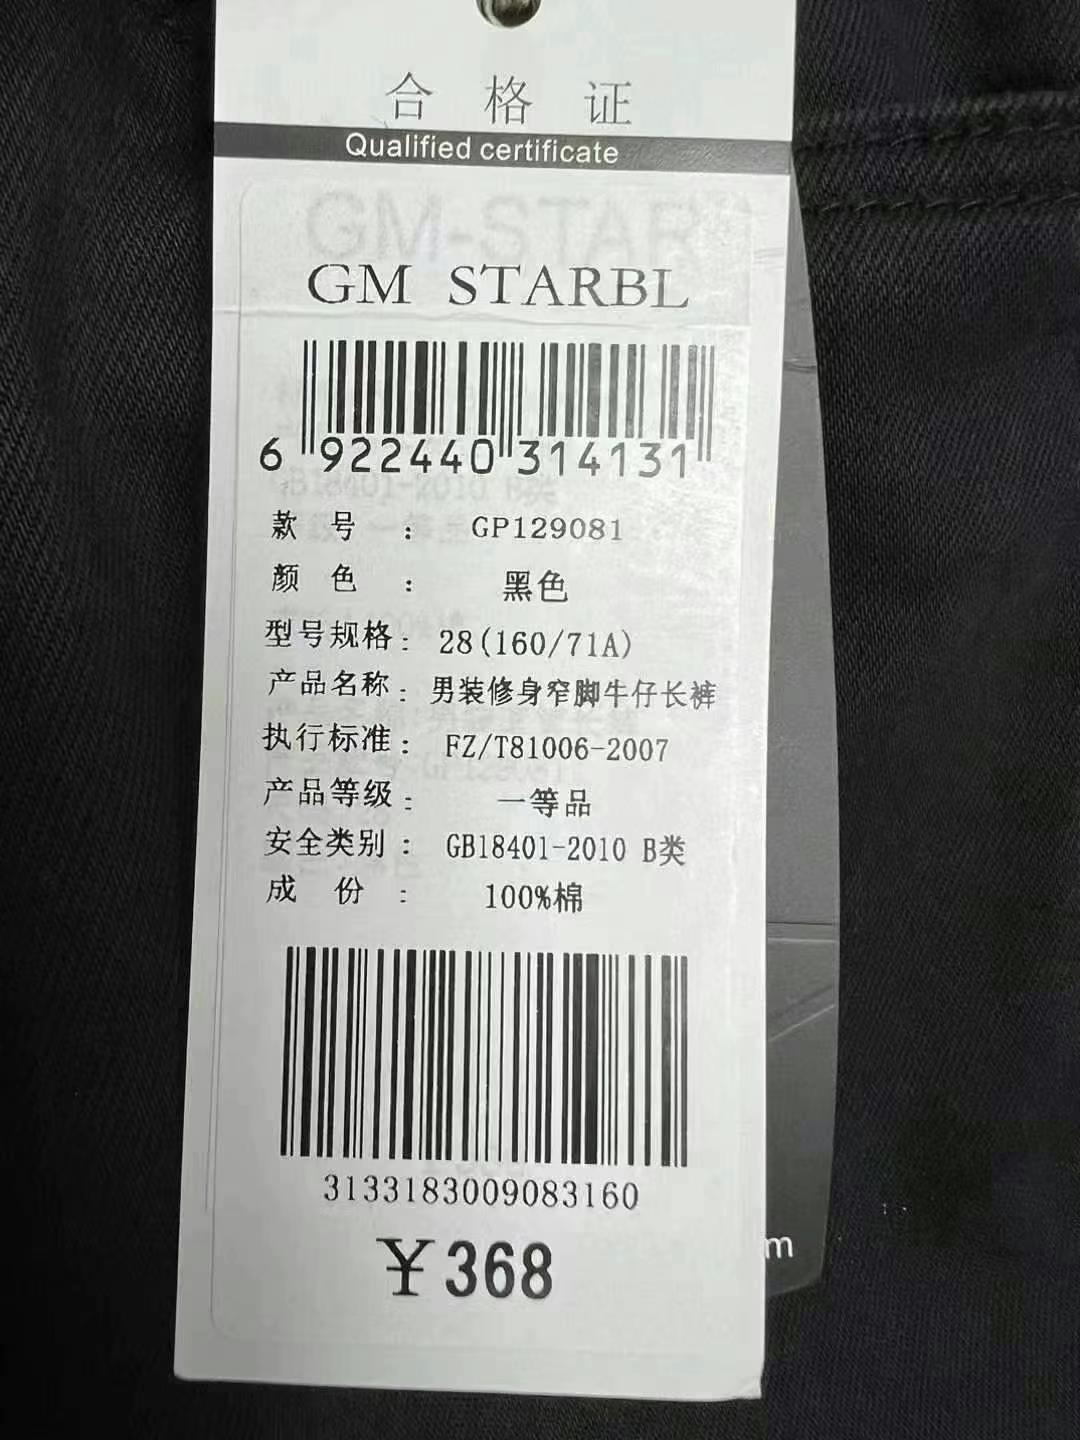 合格证
Qualified certificate
GM-STAR
GM STARBL
6 922440 314131
款号: GP129081
颜色: 黑色
型号规格: 28(160/71A)
产品名称: 男装修身窄脚牛仔长裤
执行标准: FZ/T81006-2007
产品等级: 一等品
安全类别: GB18401-2010 B类
成份: 100%棉
3133183009083160
¥368
m